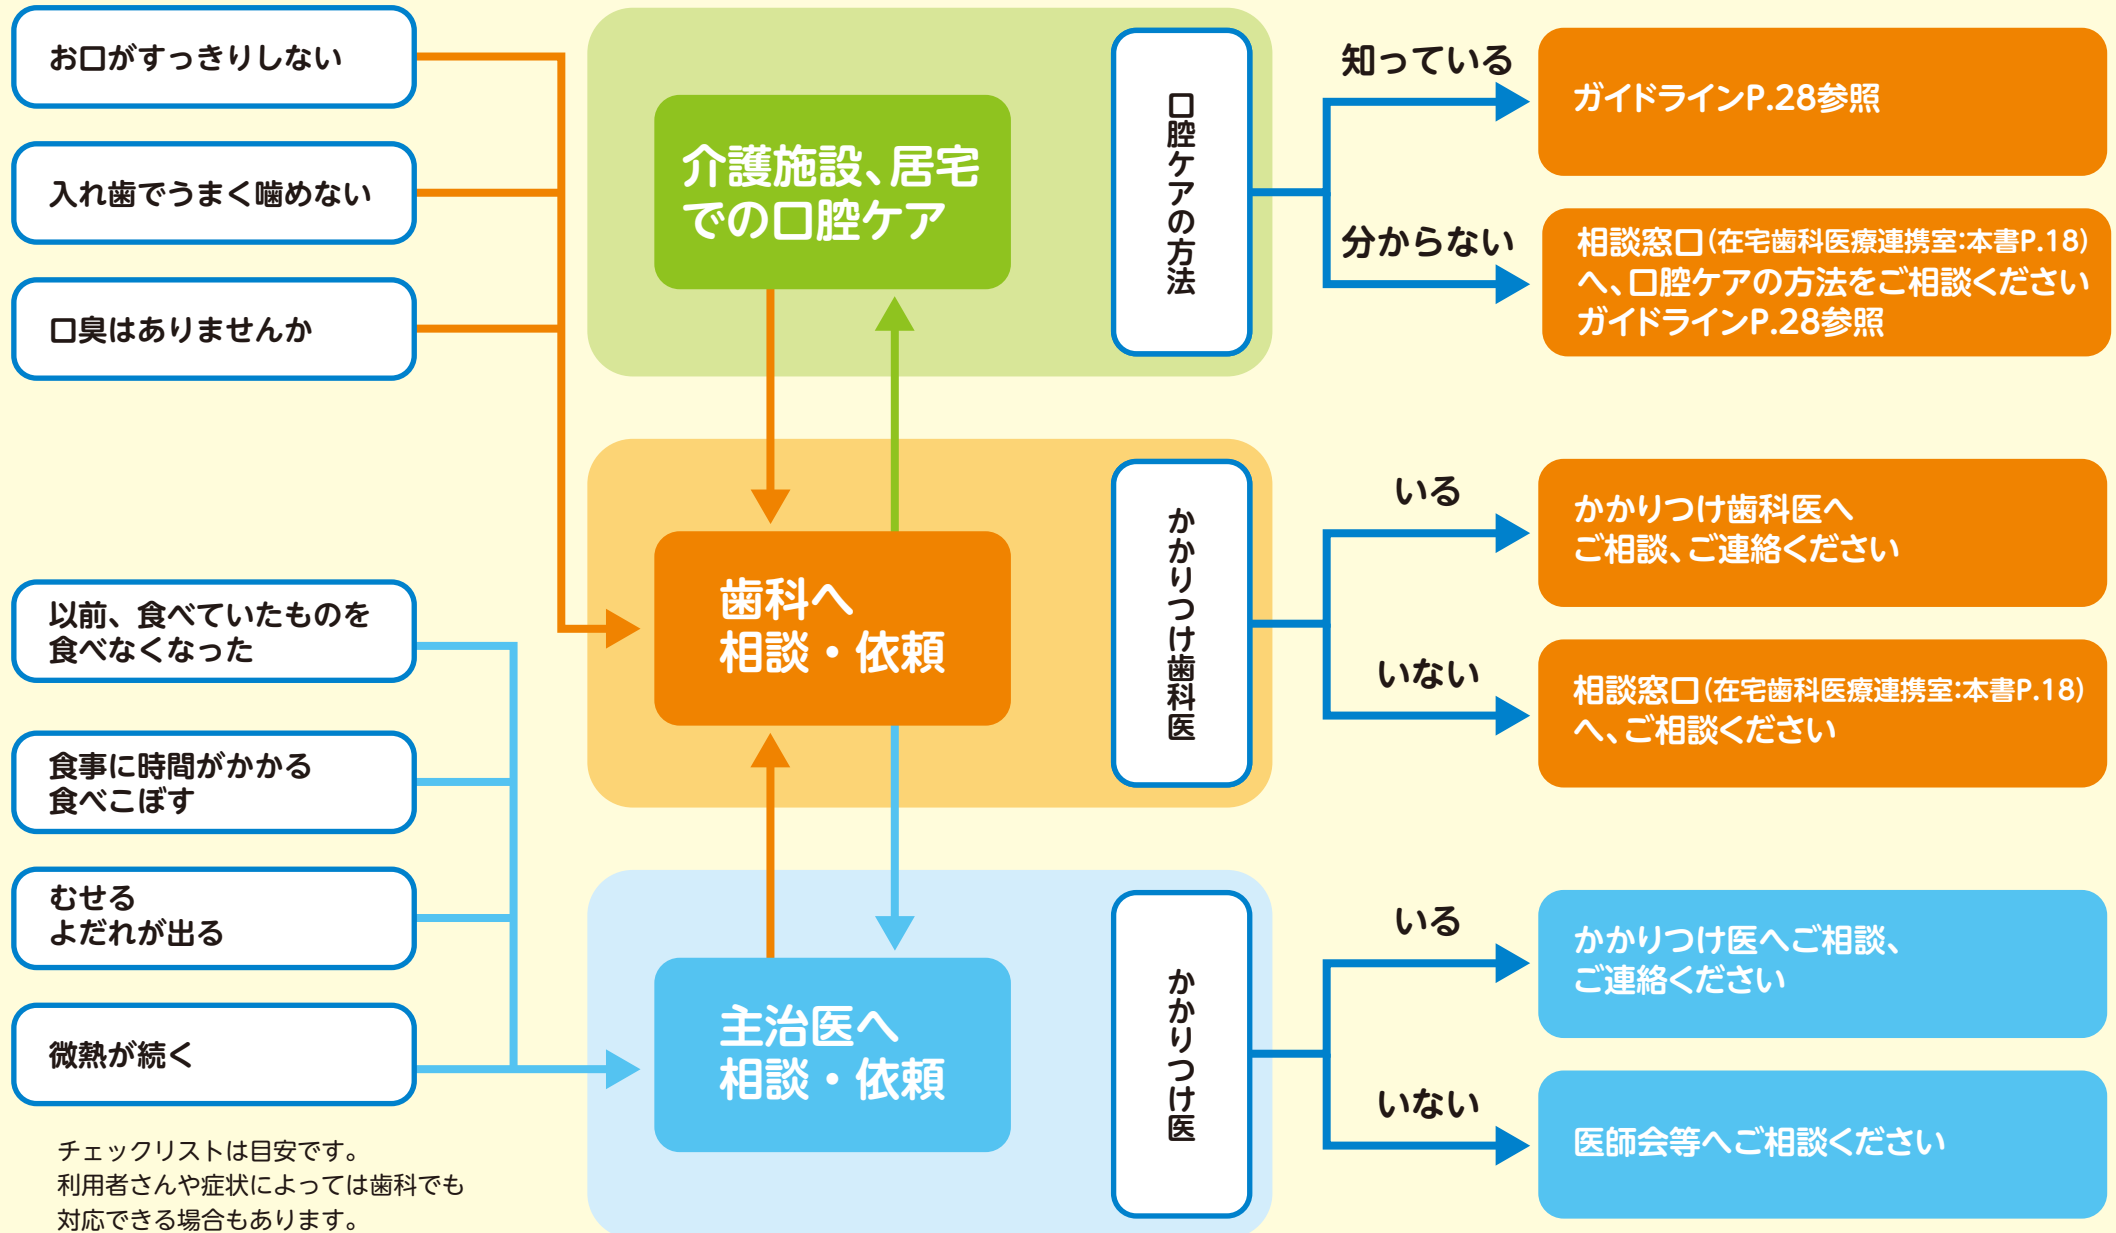 お口がすっきりしない
入れ歯でうまく噛めない
口臭はありませんか
以前、食べていたものを
食べなくなった
食事に時間がかかる
食べこぼす
むせる
よだれが出る
微熱が続く
チェックリストは目安です。
利用者さんや症状によっては歯科でも
対応できる場合もあります。
介護施設、居宅
での口腔ケア
口腔ケアの方法
知っている
ガイドラインP.28参照
分からない
相談窓口(在宅歯科医療連携室:本書P.18)
へ、口腔ケアの方法をご相談ください
ガイドラインP.28参照
歯科へ
相談・依頼
かかりつけ歯科医
いる
かかりつけ歯科医へ
ご相談、ご連絡ください
いない
相談窓口(在宅歯科医療連携室:本書P.18)
へ、ご相談ください
主治医へ
相談・依頼
かかりつけ医
いる
かかりつけ医へご相談、
ご連絡ください
いない
医師会等へご相談ください